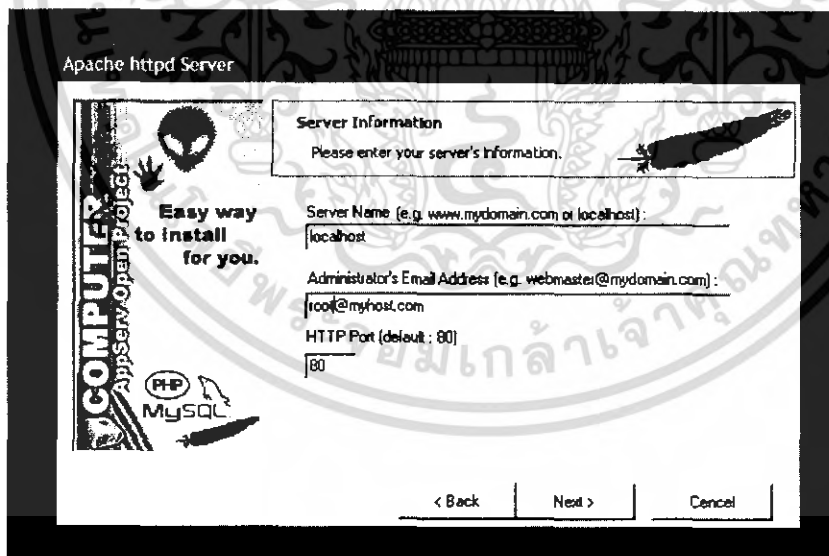 Apache httpd Server
Server Information
Please enter your server's information.
Easy way
to install
for you.
COMPUTER
AppServ Open Project
PHP
MySQL
Server Name (e.g. www.mydomain.com or localhost) :
localhost
Administrator's Email Address (e.g. webmaster@mydomain.com) :
root@myhost.com
HTTP Port (default : 80)
80
< Back
Next >
Cancel